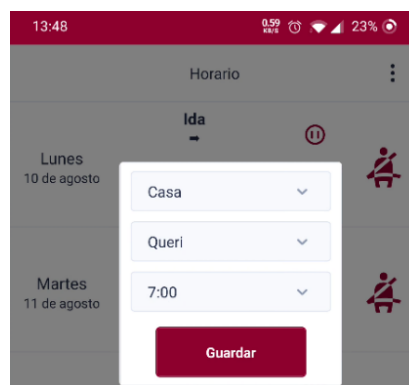 13:48 0.59 KB/S 23%
Horario
Ida
Lunes
10 de agosto
Casa
Queri
Martes
11 de agosto
7:00
Guardar